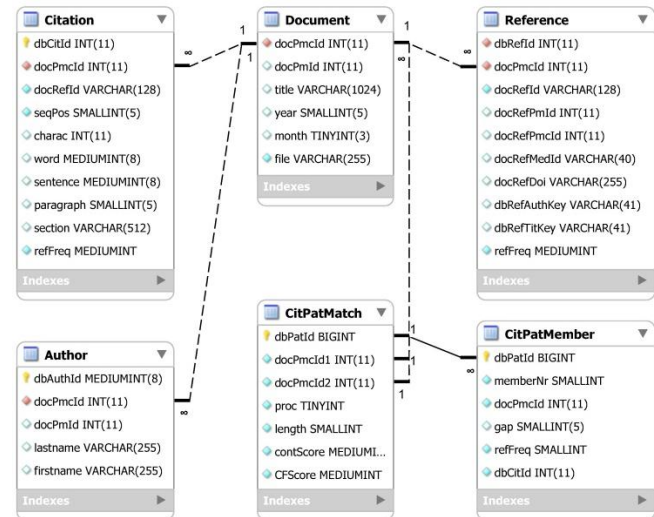 Citation
dbCitId INT(11)
docPmcId INT(11)
docRefId VARCHAR(128)
seqPos SMALLINT(5)
charac INT(11)
word MEDIUMINT(8)
sentence MEDIUMINT(8)
paragraph SMALLINT(5)
section VARCHAR(512)
refFreq MEDIUMINT
Indexes
∞
1
1
Document
docPmcId INT(11)
docPmId INT(11)
title VARCHAR(1024)
year SMALLINT(5)
month TINYINT(3)
file VARCHAR(255)
Indexes
1
∞
∞
Reference
dbRefId INT(11)
docPmcId INT(11)
docRefId VARCHAR(128)
docRefPmId INT(11)
docRefPmcId INT(11)
docRefMedId VARCHAR(40)
docRefDoi VARCHAR(255)
dbRefAuthKey VARCHAR(41)
dbRefTitKey VARCHAR(41)
refFreq MEDIUMINT
Indexes
Author
dbAuthId MEDIUMINT(8)
docPmcId INT(11)
docPmId INT(11)
lastname VARCHAR(255)
firstname VARCHAR(255)
Indexes
∞
CitPatMatch
dbPatId BIGINT
docPmcId1 INT(11)
docPmcId2 INT(11)
proc TINYINT
length SMALLINT
contScore MEDIUMI...
CFScore MEDIUMINT
Indexes
1
1
1
∞
CitPatMember
dbPatId BIGINT
memberNr SMALLINT
docPmcId INT(11)
gap SMALLINT(5)
refFreq SMALLINT
dbCitId INT(11)
Indexes